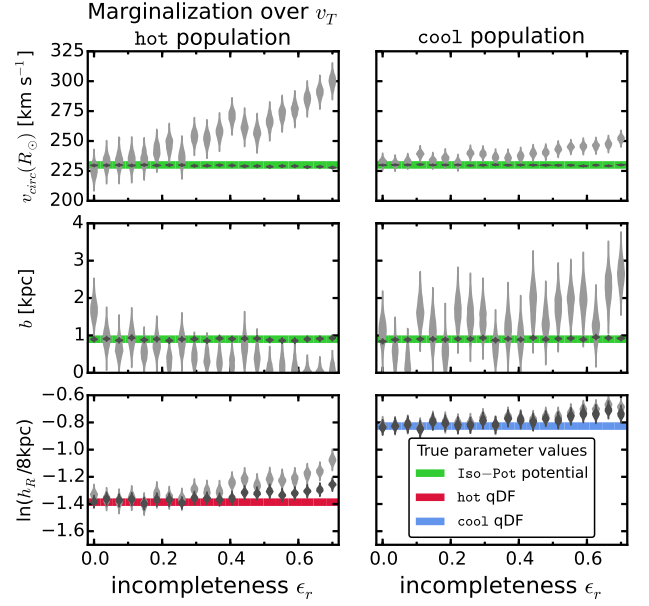 Marginalization over v_T
hot population
cool population
v_circ(R_⊙) [km s⁻¹]
325
300
275
250
225
200
b [kpc]
4
3
2
1
0
ln(h_R/8kpc)
−0.6
−0.8
−1.0
−1.2
−1.4
−1.6
True parameter values
Iso−Pot potential
hot qDF
cool qDF
0.0 0.2 0.4 0.6
0.0 0.2 0.4 0.6
incompleteness ϵ_r
incompleteness ϵ_r